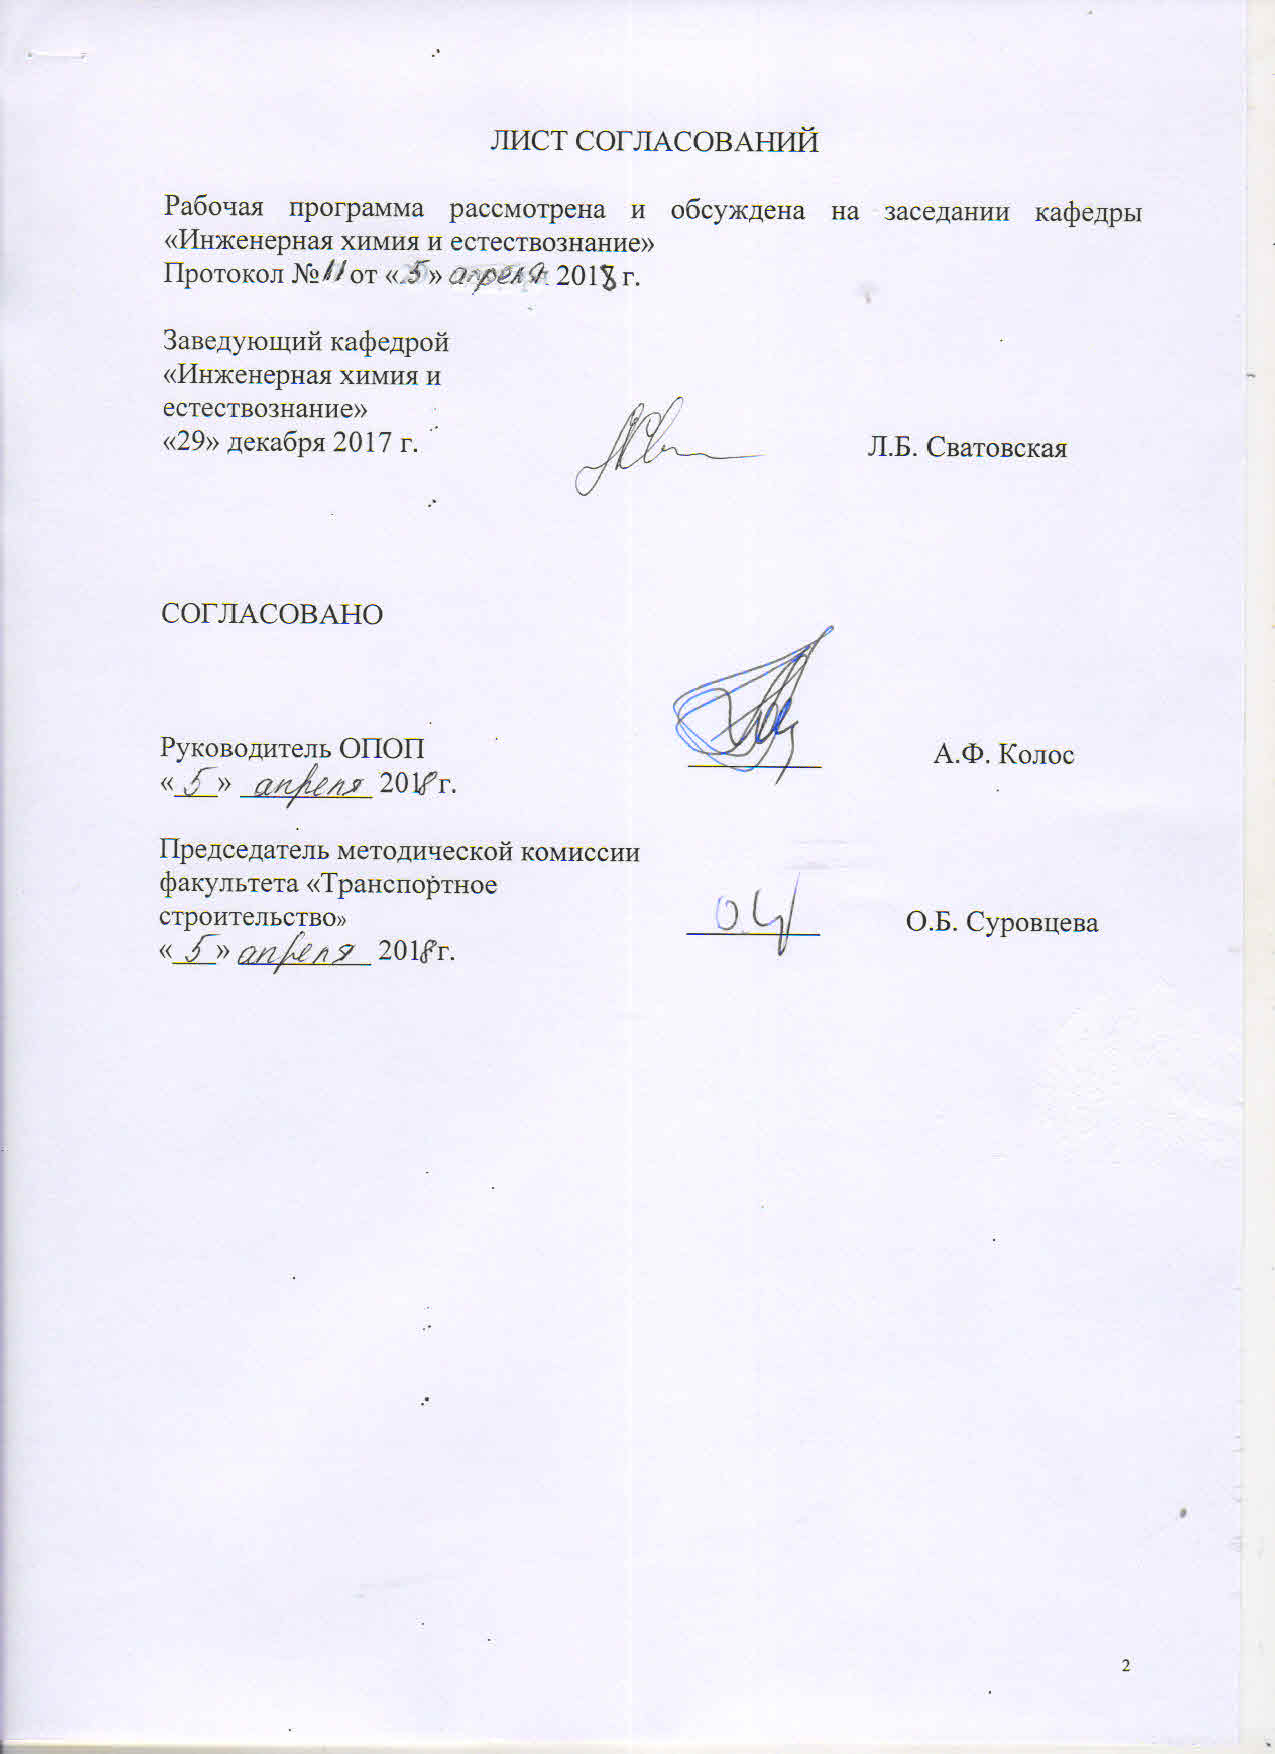 ЛИСТ СОГЛАСОВАНИЙ
Рабочая программа рассмотрена и обсуждена на заседании кафедры
«Инженерная химия и естествознание»
Протокол № 11 от «5» апреля 2018 г.
Заведующий кафедрой
«Инженерная химия и
естествознание»
«29» декабря 2017 г. Л.Б. Сватовская
СОГЛАСОВАНО
Руководитель ОПОП А.Ф. Колос
«5» апреля 2018 г.
Председатель методической комиссии
факультета «Транспортное
строительство» О.Б. Суровцева
«5» апреля 2018 г.
2